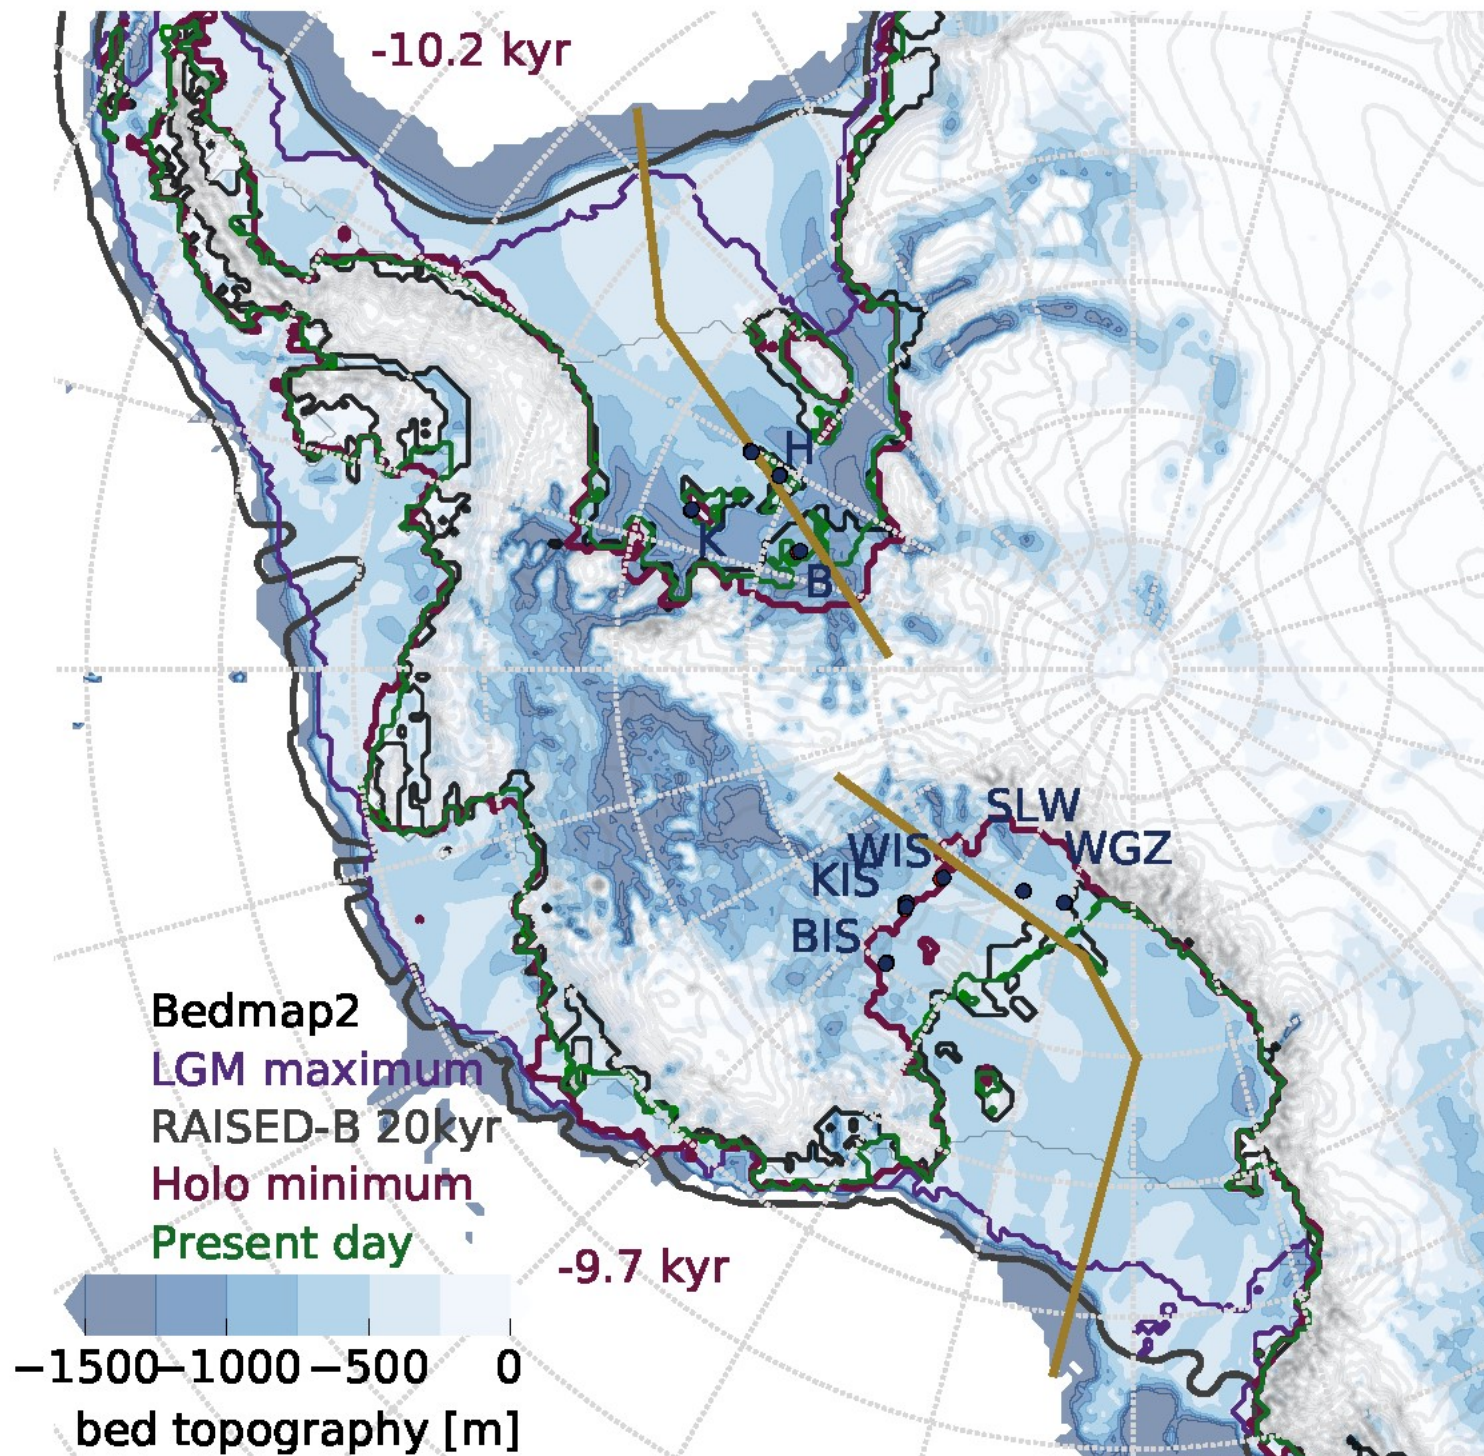 -10.2 kyr
H
K
B
SLW
WIS
WGZ
KIS
BIS
Bedmap2
LGM maximum
RAISED-B 20kyr
Holo minimum
Present day
-9.7 kyr
−1500 −1000 −500 0
bed topography [m]